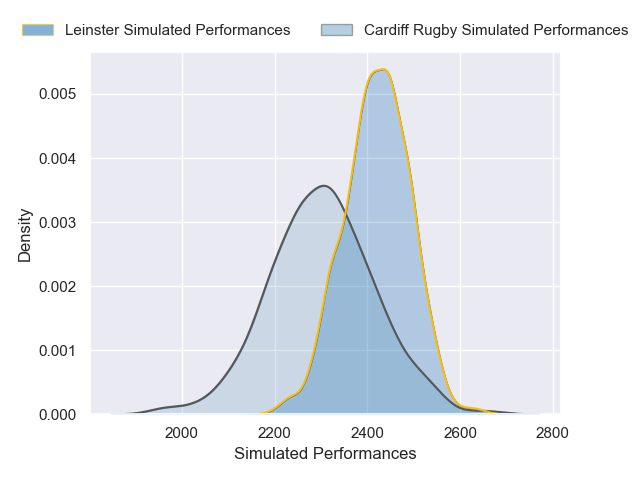 Leinster Simulated Performances Cardiff Rugby Simulated Performances
0.005
0.004
0.003
0.002
0.001
0.000
Density
2000 2200 2400 2600 2800
Simulated Performances